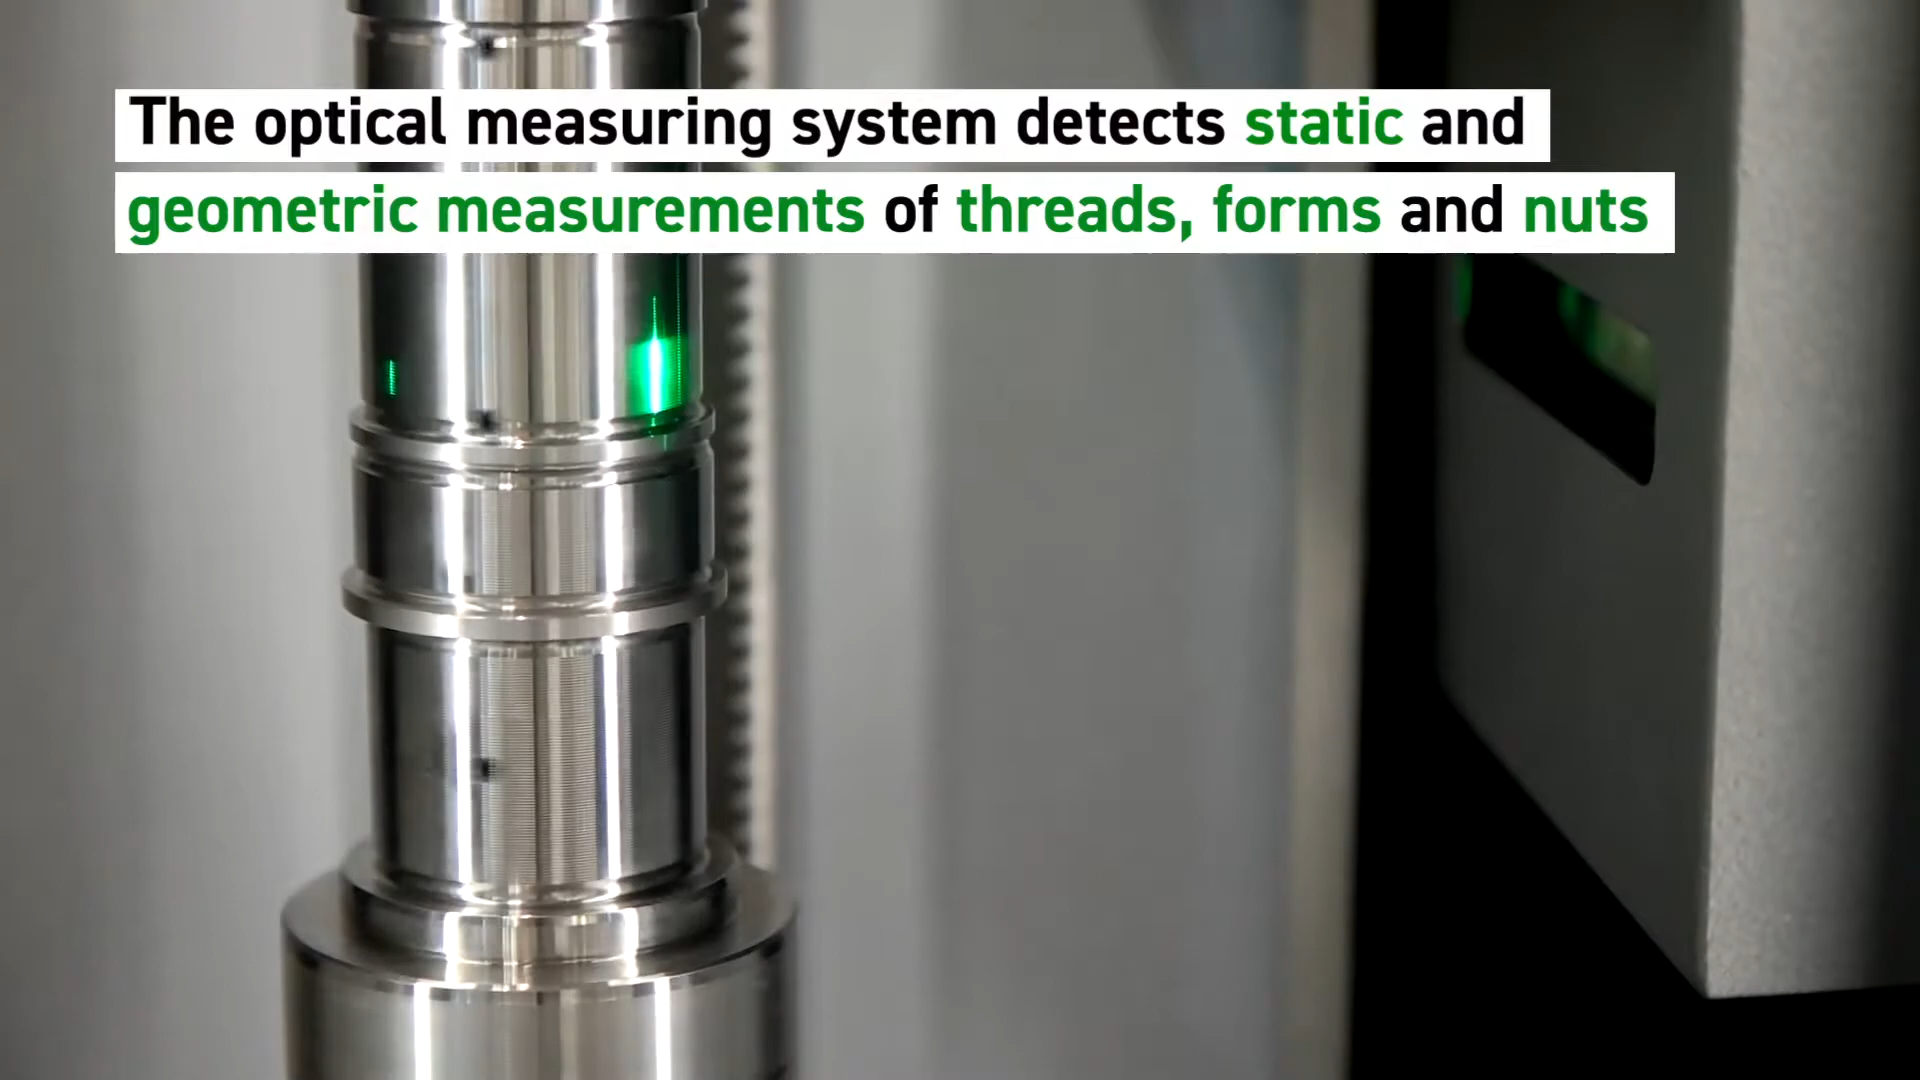 The optical measuring system detects static and
geometric measurements of threads, forms and nuts